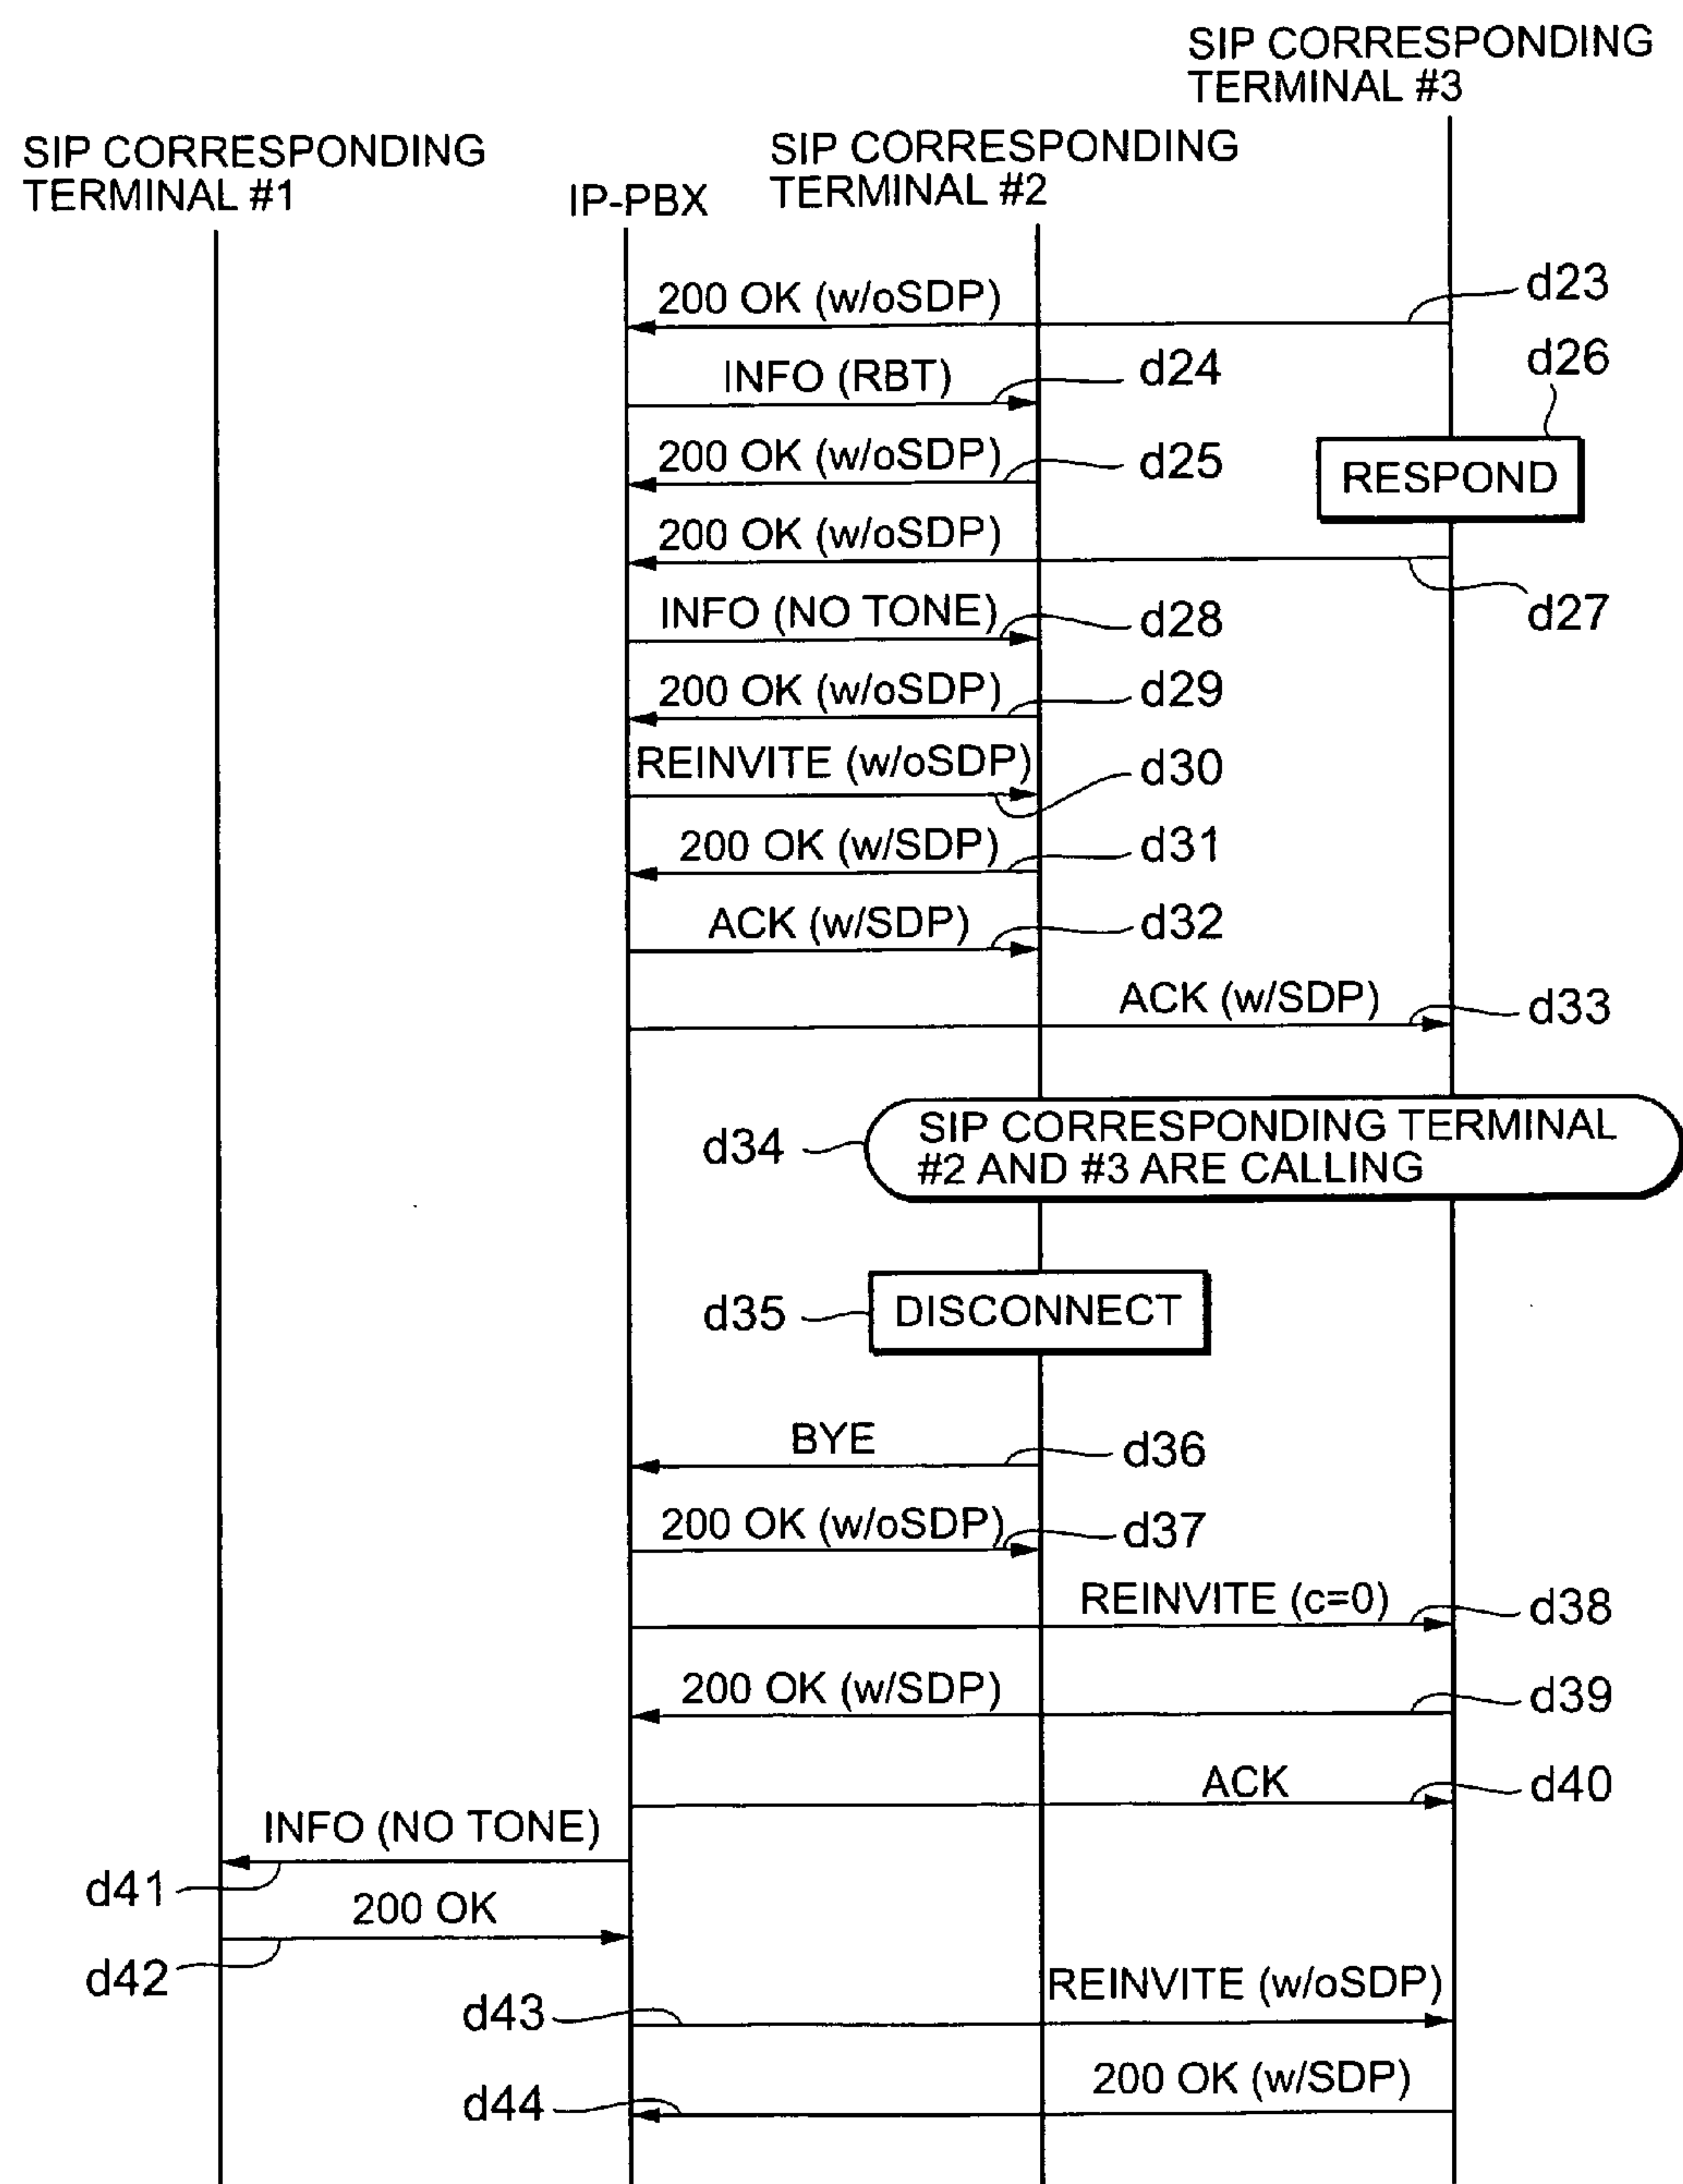 SIP CORRESPONDING
TERMINAL #3
SIP CORRESPONDING
TERMINAL #1
IP-PBX
SIP CORRESPONDING
TERMINAL #2
200 OK (w/oSDP)
d23
INFO (RBT)
d24
d26
200 OK (w/oSDP)
d25
RESPOND
200 OK (w/oSDP)
d27
INFO (NO TONE)
d28
200 OK (w/oSDP)
d29
REINVITE (w/oSDP)
d30
200 OK (w/SDP)
d31
ACK (w/SDP)
d32
ACK (w/SDP)
d33
d34
SIP CORRESPONDING TERMINAL
#2 AND #3 ARE CALLING
d35
DISCONNECT
BYE
d36
200 OK (w/oSDP)
d37
REINVITE (c=0)
d38
200 OK (w/SDP)
d39
ACK
d40
INFO (NO TONE)
d41
200 OK
d42
REINVITE (w/oSDP)
d43
200 OK (w/SDP)
d44